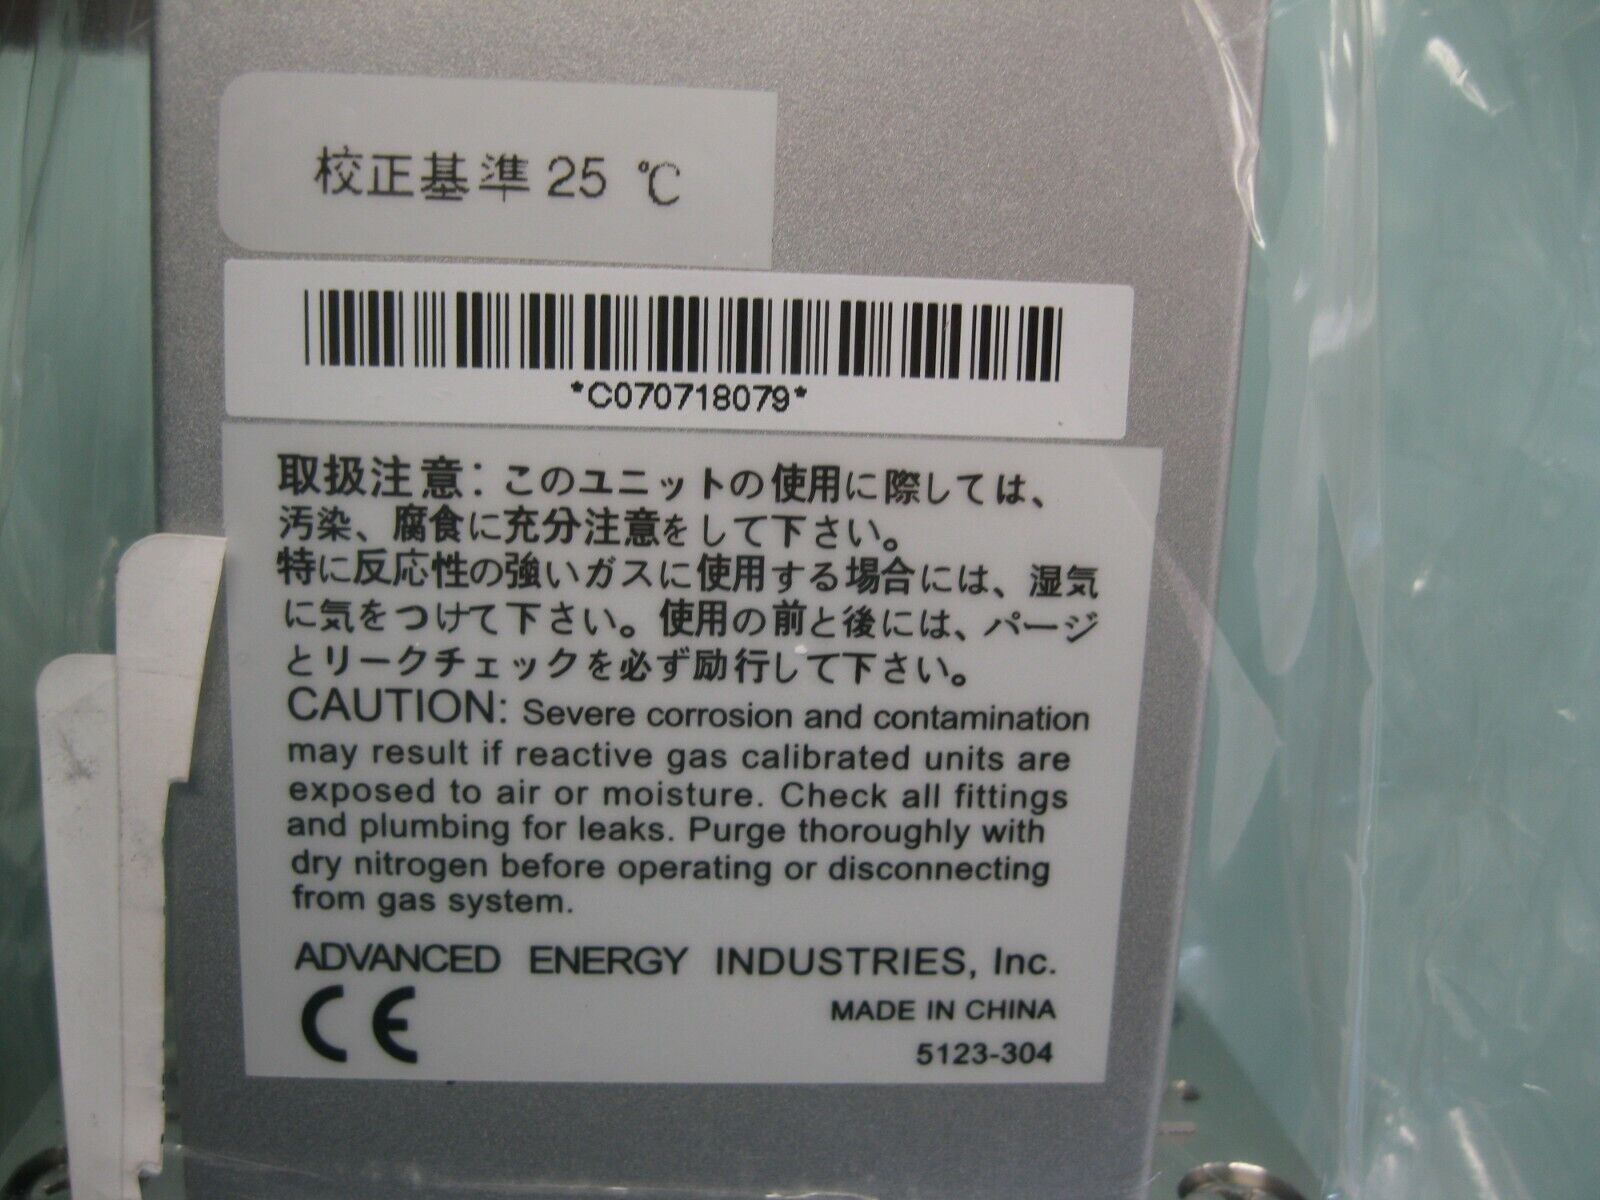 校正基準 25 ℃
*C070718079*
取扱注意：このユニットの使用に際しては、
汚染、腐食に充分注意をして下さい。
特に反応性の強いガスに使用する場合には、湿気
に気をつけて下さい。使用の前と後には、パージ
とリークチェックを必ず励行して下さい。
CAUTION: Severe corrosion and contamination
may result if reactive gas calibrated units are
exposed to air or moisture. Check all fittings
and plumbing for leaks. Purge thoroughly with
dry nitrogen before operating or disconnecting
from gas system.
ADVANCED ENERGY INDUSTRIES, Inc.
CE
MADE IN CHINA
5123-304